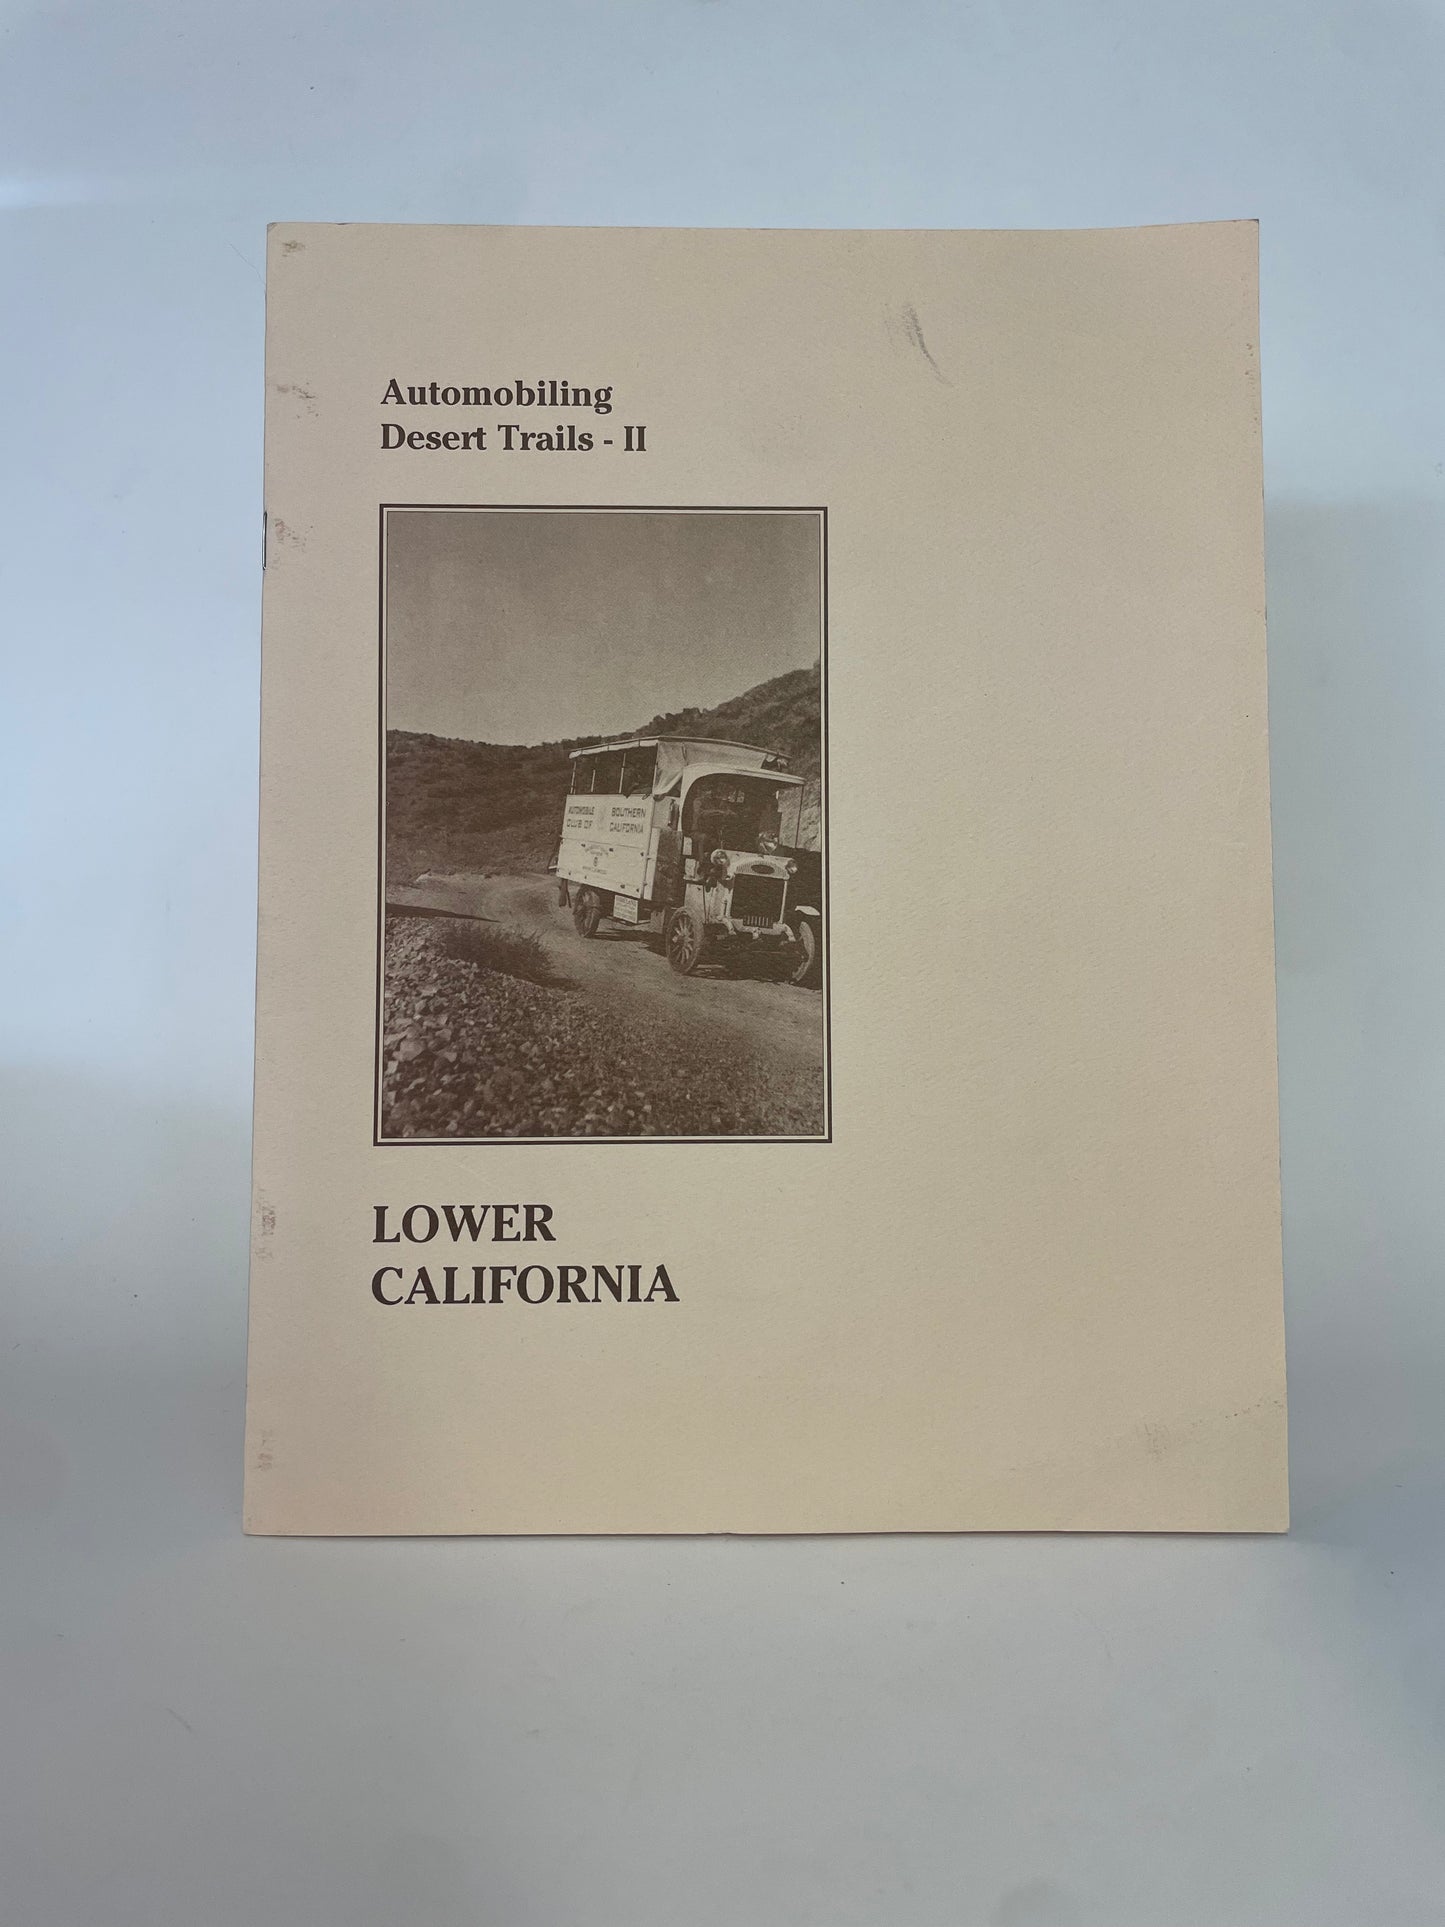 Automobiling
Desert Trails - II
AUTOMOBILE SOUTHERN
CLUB OF CALIFORNIA
LOWER
CALIFORNIA